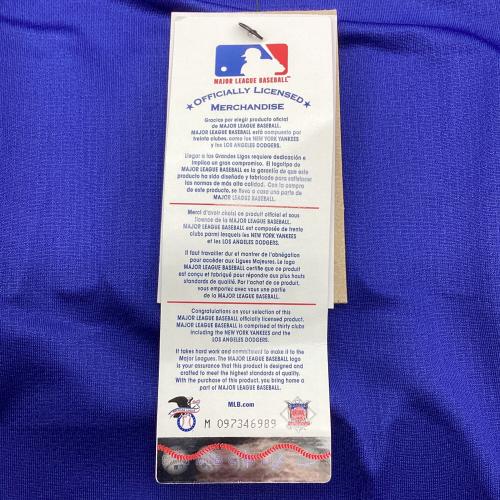 MAJOR LEAGUE BASEBALL™
★ OFFICIALLY LICENSED ★
MERCHANDISE
Gracias por elegir producto oficial
de MAJOR LEAGUE BASEBALL.
MAJOR LEAGUE BASEBALL está compuesto por
treinta clubes, como los NEW YORK YANKEES
y los LOS ANGELES DODGERS.
Llegar a las Grandes Ligas requiere dedicación e
implica un gran compromiso. El logotipo de
MAJOR LEAGUE BASEBALL es la garantía de que este
producto ha sido diseñado y fabricado para satisfacer
las normas de más alta calidad. Con la compra
de este producto, se lleva a casa una parte de
MAJOR LEAGUE BASEBALL.
Merci d'avoir choisi ce produit officiel et sous
licence de la MAJOR LEAGUE BASEBALL.
MAJOR LEAGUE BASEBALL est composée de trente
clubs parmi lesquels les NEW YORK YANKEES
et les LOS ANGELES DODGERS.
Il faut travailler dur et montrer de l'abnégation
pour accéder aux Ligues Majeures. Le logo
MAJOR LEAGUE BASEBALL certifie que ce produit
est conçu et fabriqué pour répondre aux plus hauts
standards de qualité. Par l'achat de ce produit,
vous emportez avec vous une partie
de la MAJOR LEAGUE BASEBALL.
Congratulations on your selection of this
MAJOR LEAGUE BASEBALL officially licensed product.
MAJOR LEAGUE BASEBALL is comprised of thirty clubs
including the NEW YORK YANKEES and the
LOS ANGELES DODGERS.
It takes hard work and commitment to make it to the
Major Leagues. The MAJOR LEAGUE BASEBALL logo
is your assurance that this product is designed and
crafted to meet the highest standards of quality.
With the purchase of this product, you bring home a
part of MAJOR LEAGUE BASEBALL.
MLB.com
M 097346989